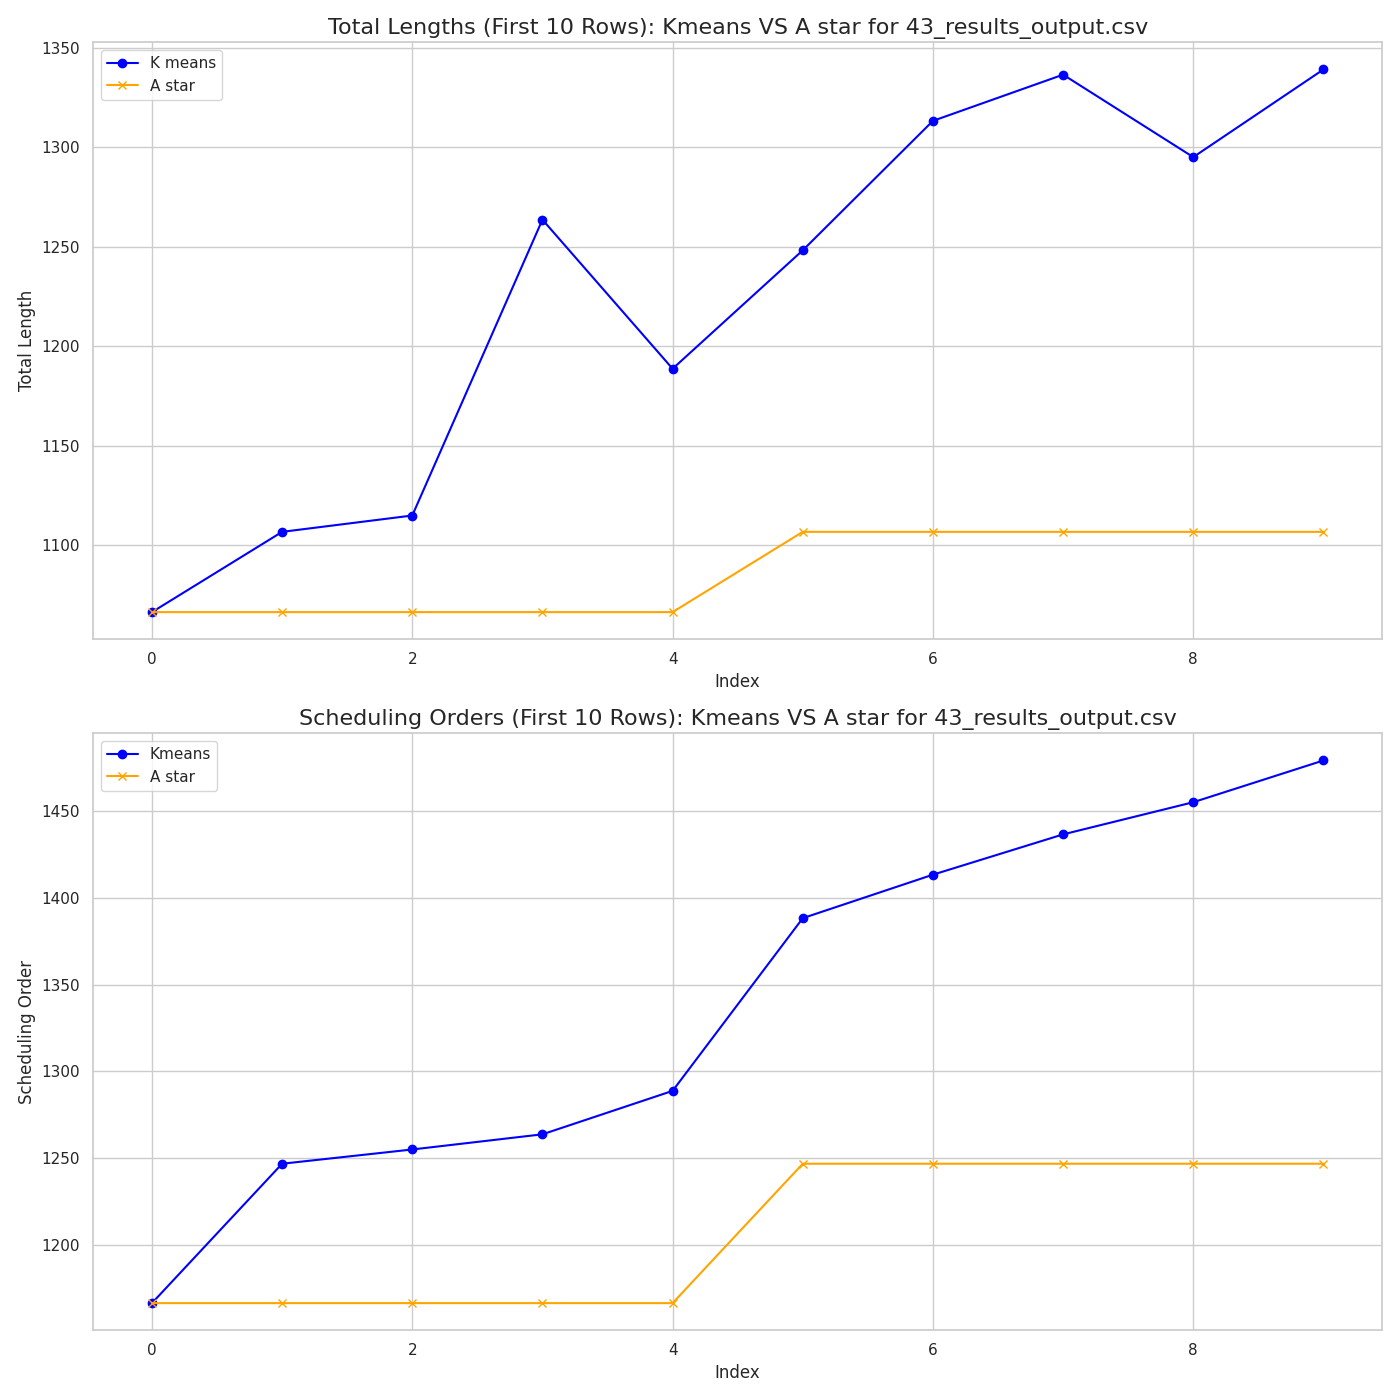 Total Lengths (First 10 Rows): Kmeans VS A star for 43_results_output.csv
K means
A star
1350
1300
1250
1200
1150
1100
Total Length
0 2 4 6 8
Index
Scheduling Orders (First 10 Rows): Kmeans VS A star for 43_results_output.csv
Kmeans
A star
1450
1400
1350
1300
1250
1200
Scheduling Order
0 2 4 6 8
Index